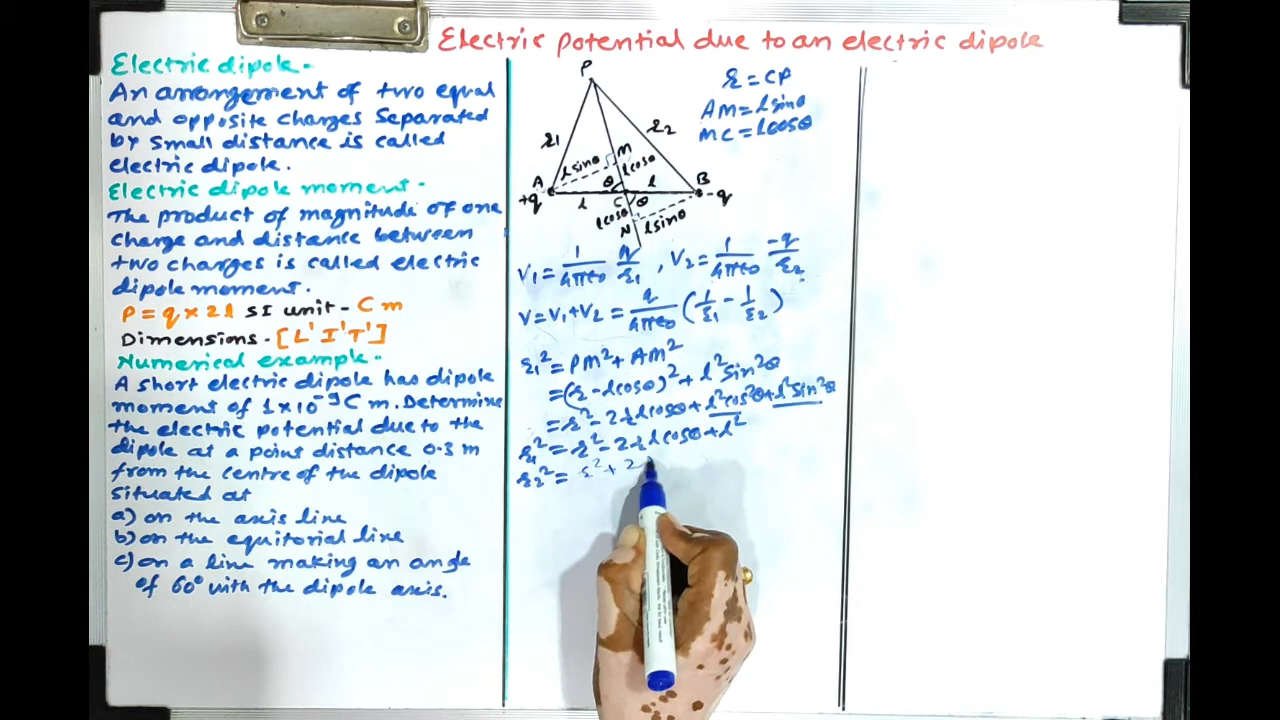 Electric potential due to an electric dipole
Electric dipole -
An arrangement of two equal
and opposite charges separated
by small distance is called
electric dipole.
Electric dipole moment -
The product of magnitude of one
charge and distance between
two charges is called electric
dipole moment.
P = q × 2l SI unit - C m
Dimensions - [L¹ I¹ T¹]
Numerical example -
A short electric dipole has dipole
moment of 1×10⁻⁹ C m. Determine
the electric potential due to the
dipole at a point distance 0.3 m
from the centre of the dipole
situated at
a) on the axis line
b) on the equitorial line
c) on a line making an angle
of 60° with the dipole axis.
P
r1
r2
M
l sinθ
l cosθ
A
θ
B
+q
l
C
θ
l
-q
l cosθ
N
l sinθ
r = CP
AM = l sinθ
MC = l cosθ
V1 = 1/4πε0 q/r1 , V2 = 1/4πε0 -q/r2
V = V1 + V2 = q/4πε0 (1/r1 - 1/r2)
r1² = PM² + AM²
= (r - l cosθ)² + l² sin²θ
= r² - 2rl cosθ + l² cos²θ + l² sin²θ
r1² = r² - 2rl cosθ + l²
r2² = r² + 2